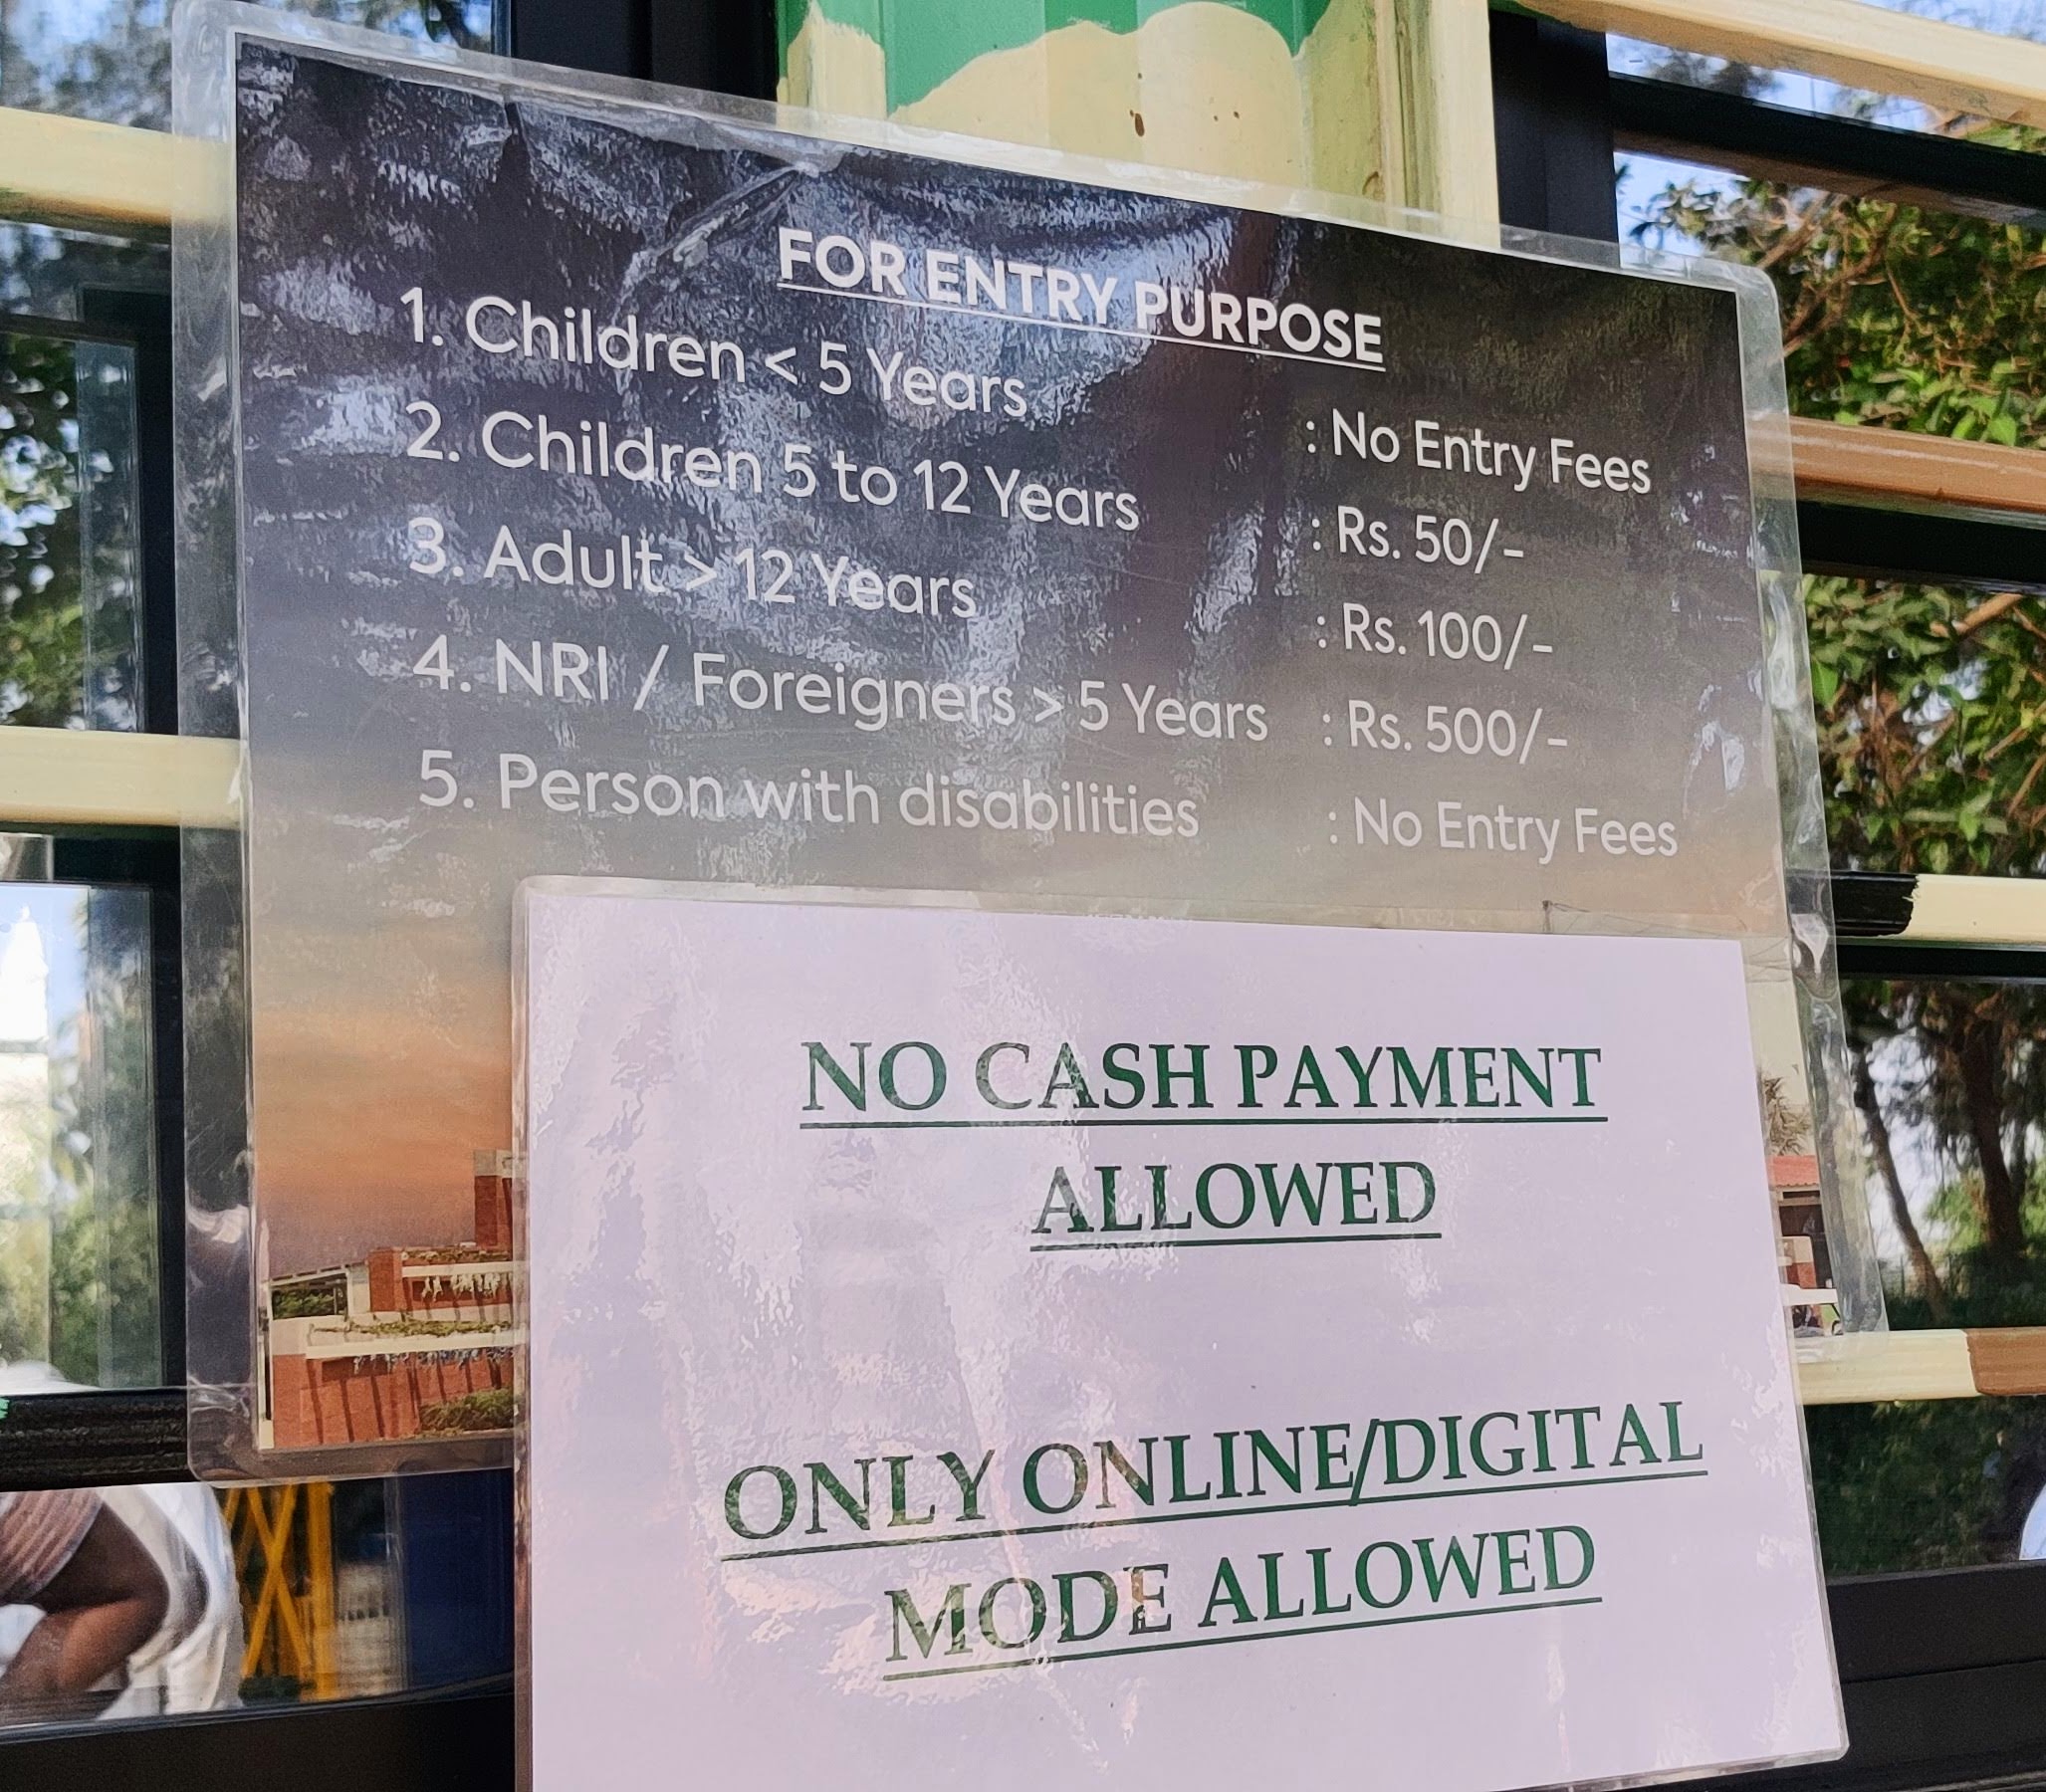 FOR ENTRY PURPOSE
1. Children < 5 Years : No Entry Fees
2. Children 5 to 12 Years : Rs. 50/-
3. Adult > 12 Years : Rs. 100/-
4. NRI / Foreigners > 5 Years : Rs. 500/-
5. Person with disabilities : No Entry Fees
NO CASH PAYMENT
ALLOWED
ONLY ONLINE/DIGITAL
MODE ALLOWED